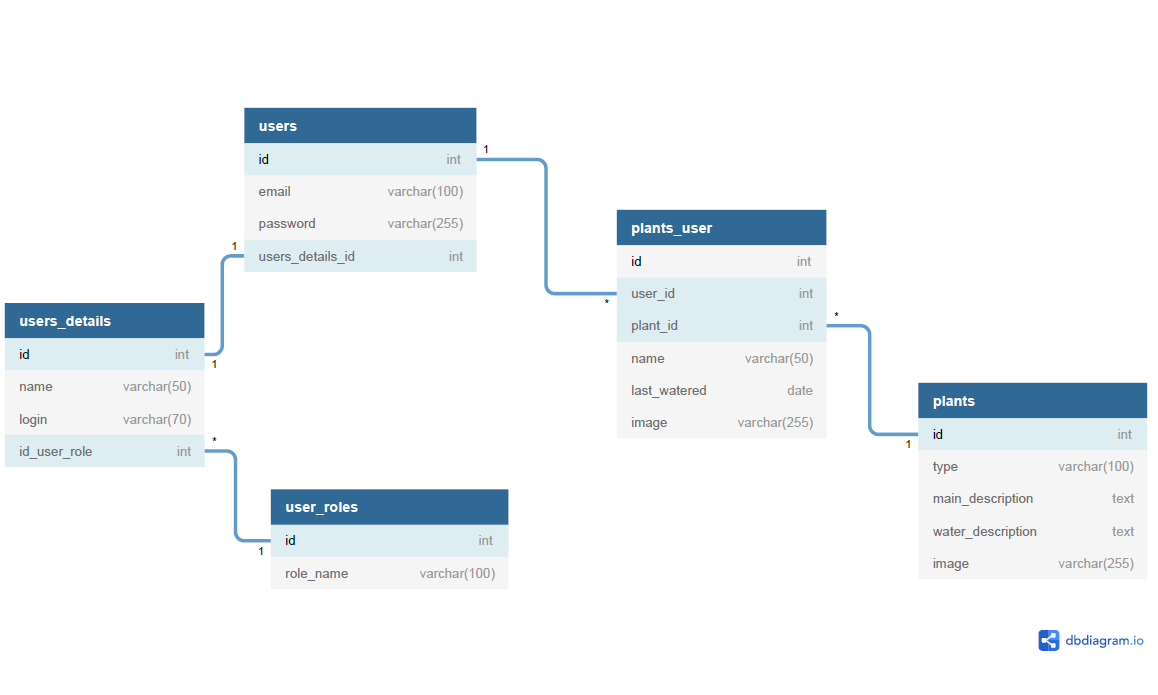 users
id int
email varchar(100)
password varchar(255)
users_details_id int
1
1
users_details
id int
name varchar(50)
login varchar(70)
id_user_role int
1
*
user_roles
id int
role_name varchar(100)
1
plants_user
id int
user_id int
plant_id int
name varchar(50)
last_watered date
image varchar(255)
*
*
plants
id int
type varchar(100)
main_description text
water_description text
image varchar(255)
1
dbdiagram.io